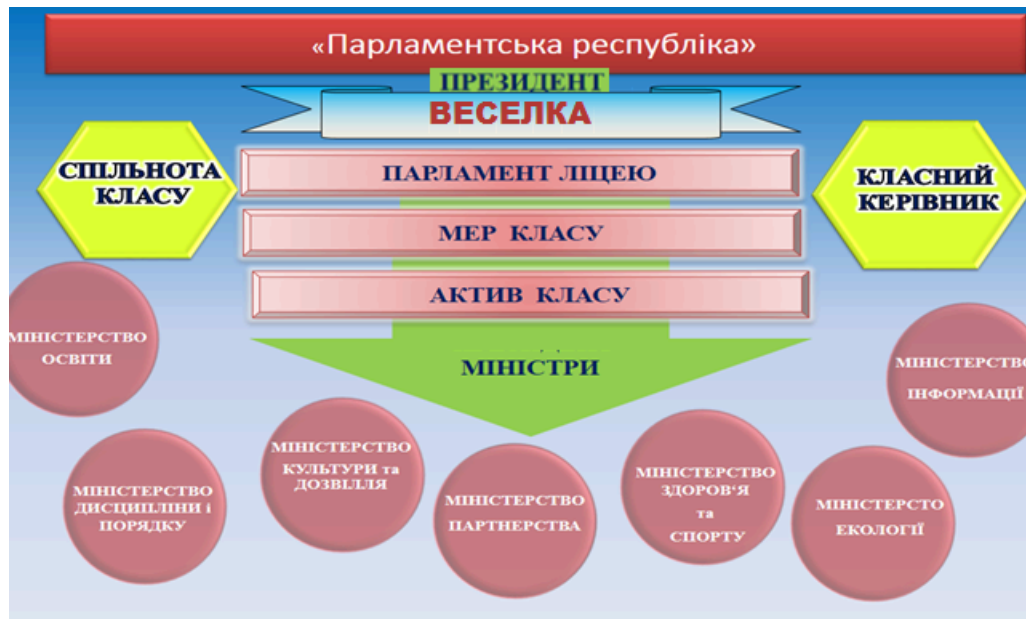 «Парламентська республіка»
ПРЕЗИДЕНТ
ВЕСЕЛКА
СПІЛЬНОТА
КЛАСУ
ПАРЛАМЕНТ ЛІЦЕЮ
КЛАСНИЙ
КЕРІВНИК
МЕР КЛАСУ
АКТИВ КЛАСУ
МІНІСТРИ
МІНІСТЕРСТВО
ОСВІТИ
МІНІСТЕРСТВО
ДИСЦИПЛІНИ і
ПОРЯДКУ
МІНІСТЕРСТВО
КУЛЬТУРИ та
ДОЗВІЛЛЯ
МІНІСТЕРСТВО
ПАРТНЕРСТВА
МІНІСТЕРСТВО
ЗДОРОВ'Я
та
СПОРТУ
МІНІСТЕРСТО
ЕКОЛОГІЇ
МІНІСТЕРСТВО
ІНФОРМАЦІЇ